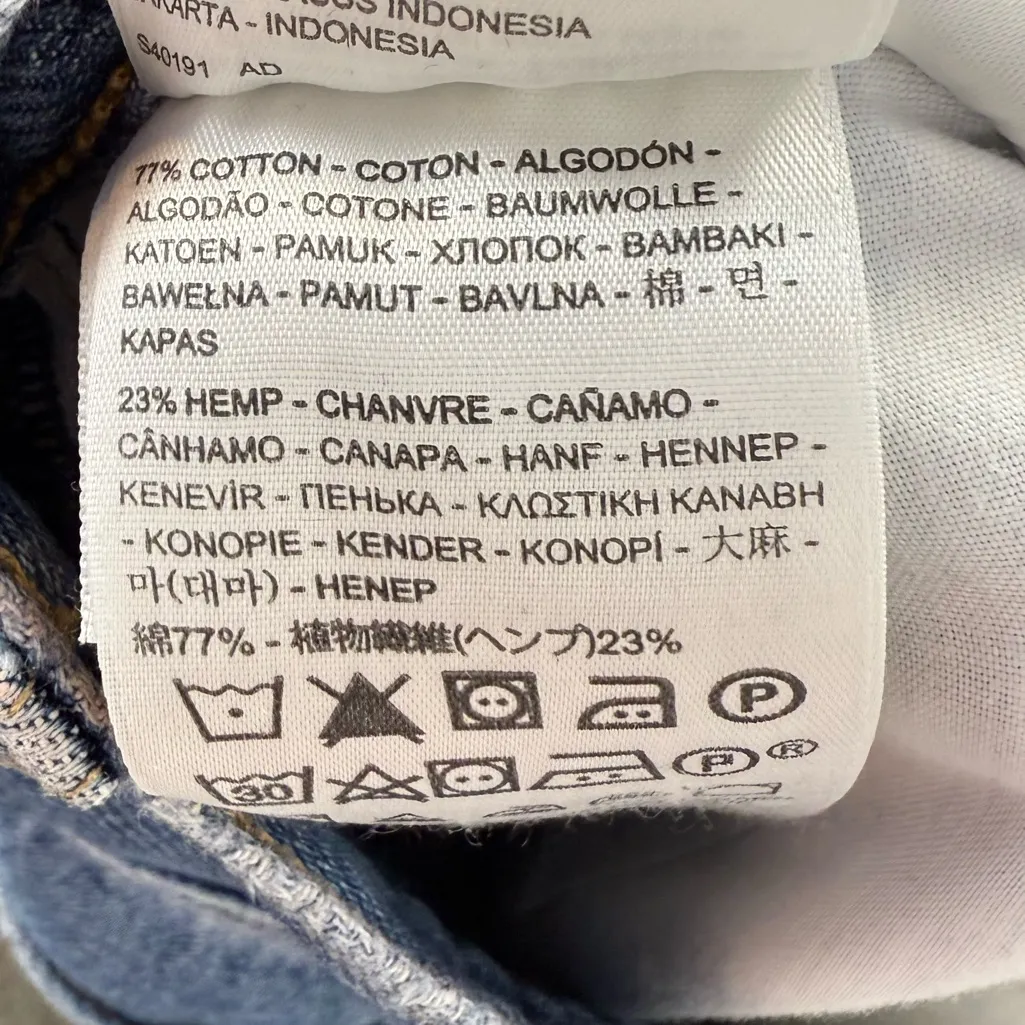 INDONESIA
- INDONESIA
S40191 AD
77% COTTON - COTON - ALGODÓN -
ALGODÃO - COTONE - BAUMWOLLE -
KATOEN - PAMUK - ХЛОПОК - BAMBAKI -
BAWEŁNA - PAMUT - BAVLNA - 棉 - 면 -
KAPAS
23% HEMP - CHANVRE - CAÑAMO -
CÂNHAMO - CANAPA - HANF - HENNEP -
KENEVİR - ПЕНЬКА - ΚΛΩΣΤΙΚΗ ΚΑΝΑΒΗ
- KONOPIE - KENDER - KONOPÍ - 大麻 -
마(대마) - HENEP
綿77% - 植物繊維(ヘンプ)23%
P
30 P ®